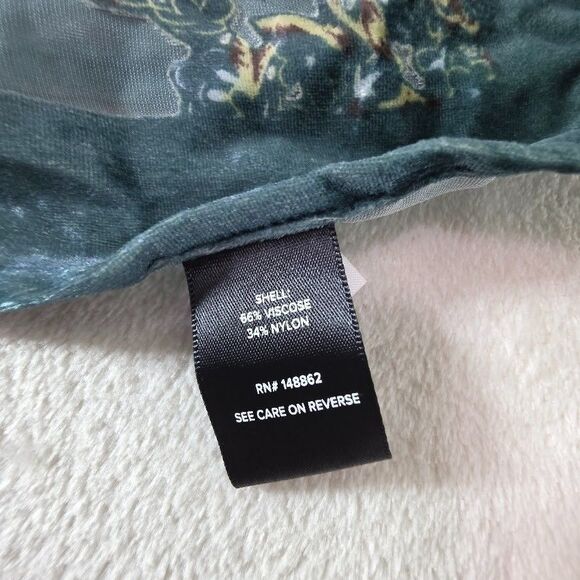 SHELL:
66% VISCOSE
34% NYLON
RN# 148862
SEE CARE ON REVERSE